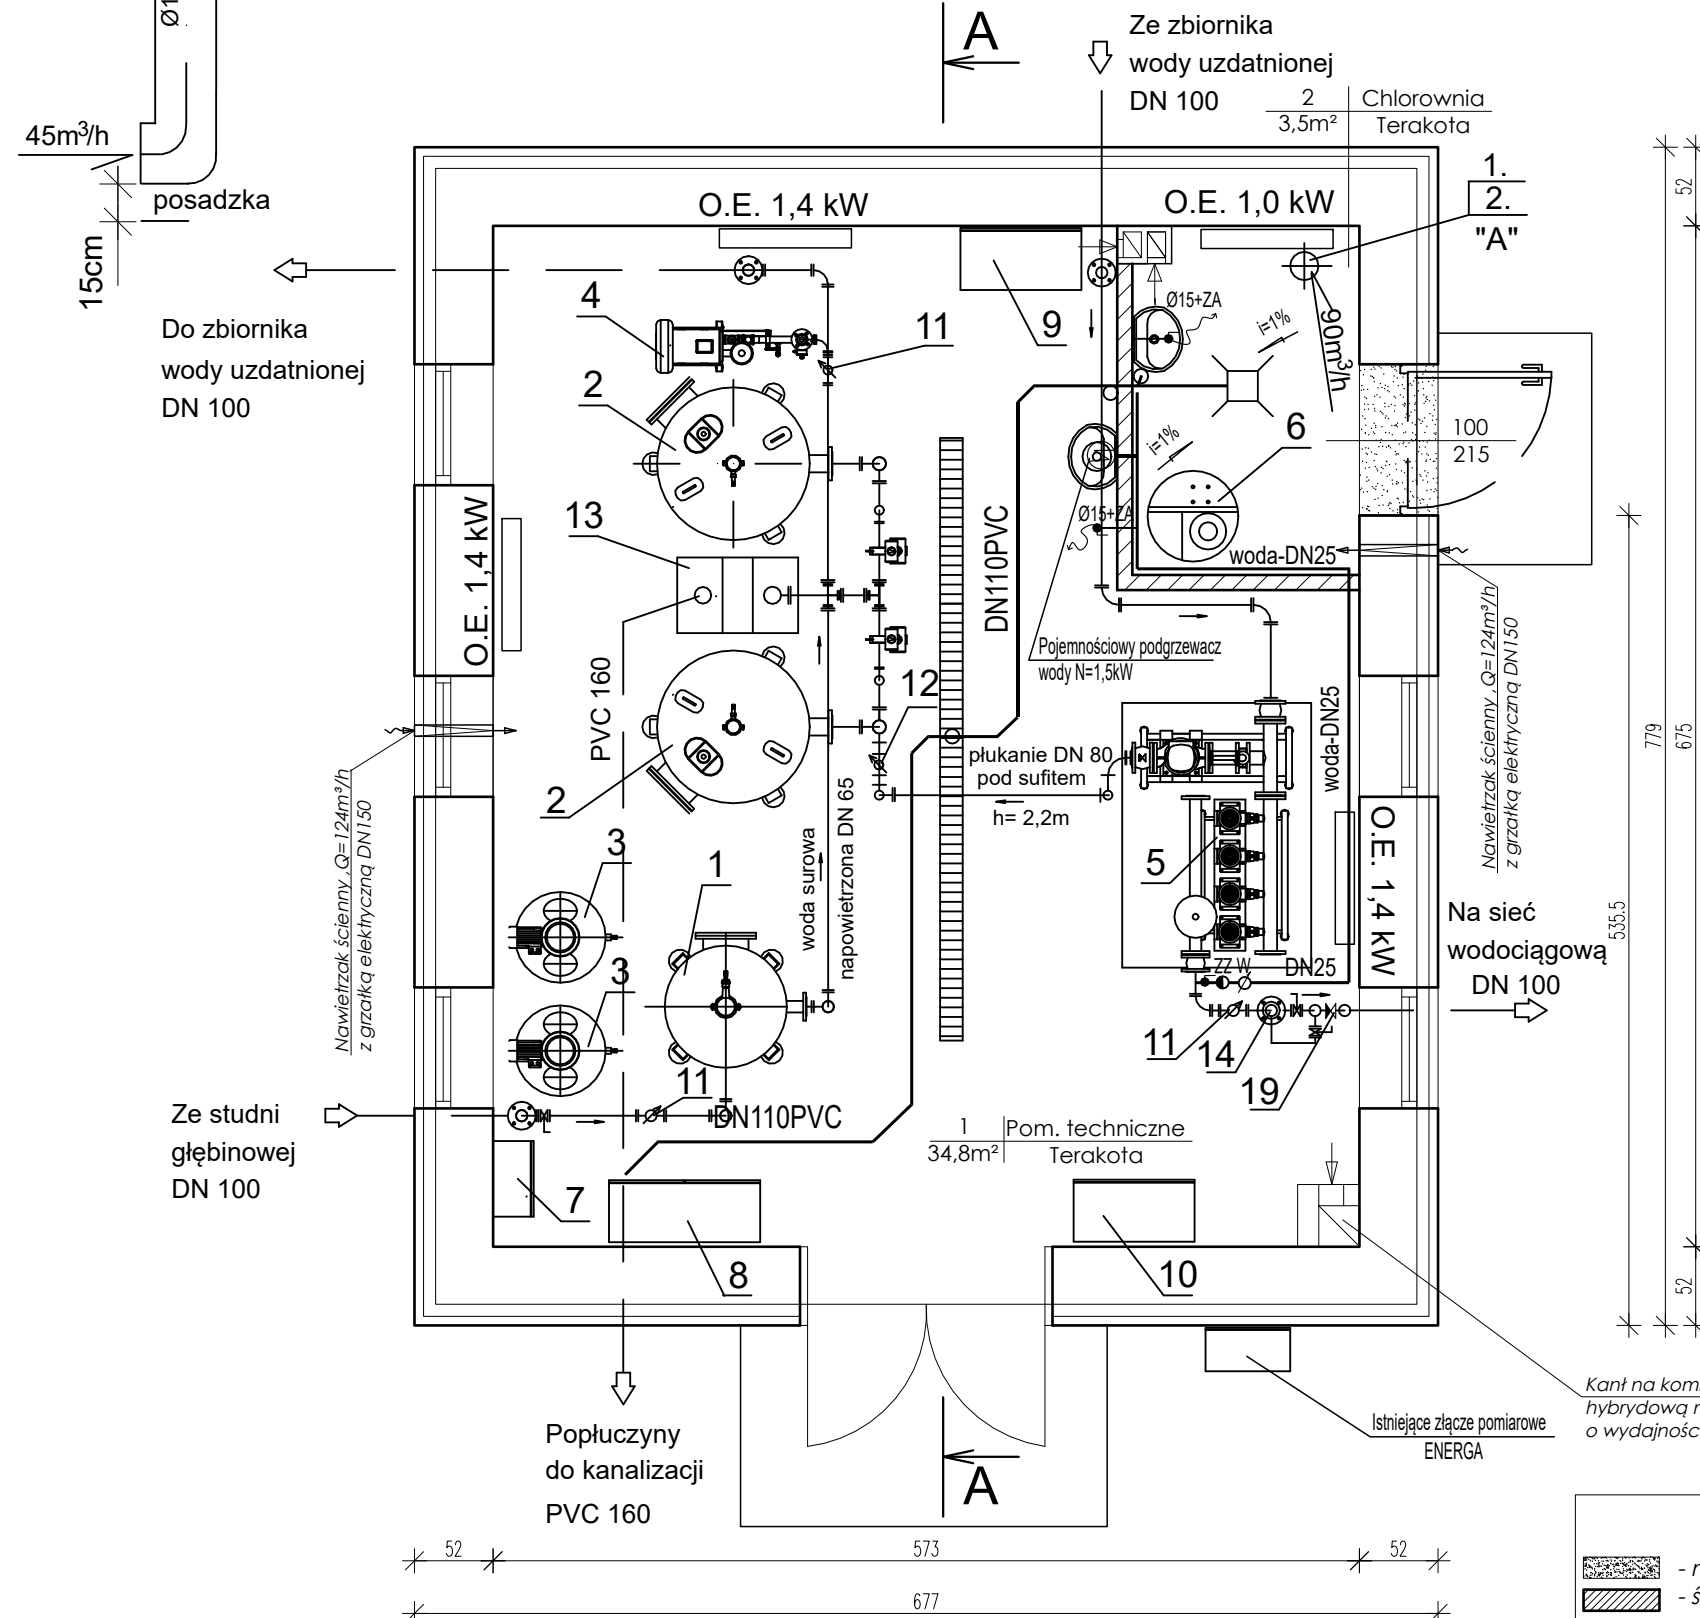 Ø1
45m³/h
posadzka
15cm
A
Ze zbiornika
wody uzdatnionej
DN 100
2 Chlorownia
3,5m² Terakota
1.
2.
"A"
O.E. 1,4 kW
O.E. 1,0 kW
Do zbiornika
wody uzdatnionej
DN 100
4
11
9
Ø15+ZA
i=1%
90m³/h
2
6
i=1%
100
215
13
O.E. 1,4 kW
DN110PVC
Ø15+ZA
woda-DN25
Pojemnościowy podgrzewacz
wody N=1,5kW
Nawietrzak ścienny ,Q=124m³/h
z grzałką elektryczną DN150
PVC 160
12
2
płukanie DN 80
pod sufitem
h= 2,2m
woda-DN25
Nawietrzak ścienny ,Q=124m³/h
z grzałką elektryczną DN150
woda surowa
napowietrzona DN 65
3
1
5
O.E. 1,4 kW
3
ZZ W
DN25
Na sieć
wodociągową
DN 100
11
14
19
11
DN110PVC
Ze studni
głębinowej
DN 100
1 Pom. techniczne
34,8m² Terakota
7
8
10
Popłuczyny
do kanalizacji
PVC 160
A
Istniejące złącze pomiarowe
ENERGA
Kanł na kom
hybrydową
o wydajnośc
52
779
675
535.5
52
52
573
52
677